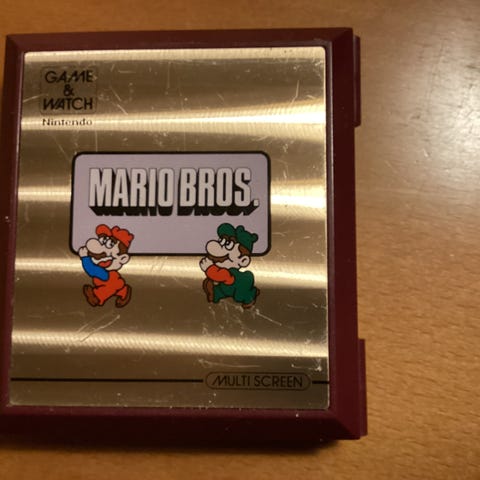 GAME
&
WATCH
Nintendo
MARIO BROS.
MULTI SCREEN